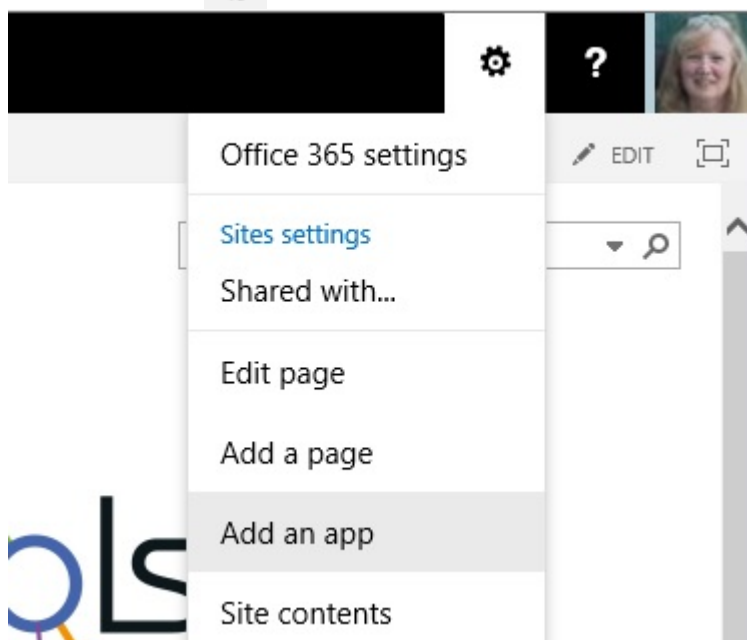 ?
Office 365 settings
EDIT
Sites settings
Shared with...
Edit page
Add a page
Add an app
Site contents